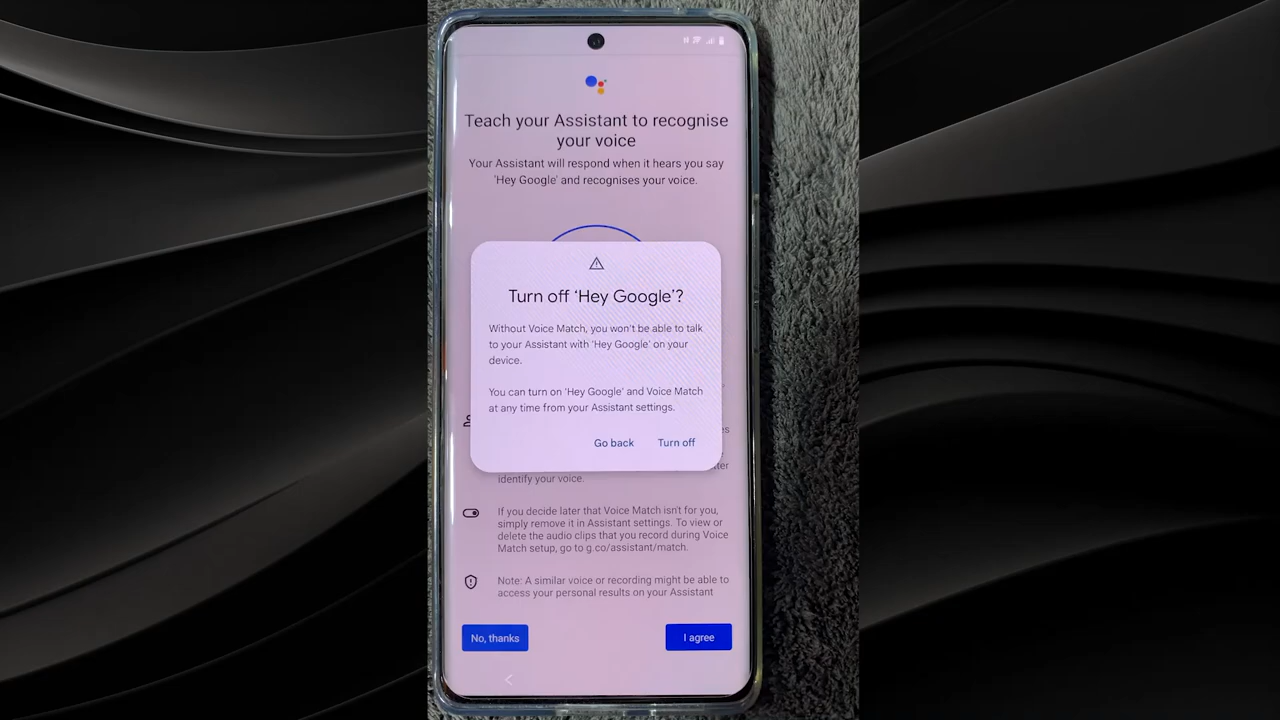 Teach your Assistant to recognise
your voice
Your Assistant will respond when it hears you say
'Hey Google' and recognises your voice.
Turn off ‘Hey Google’?
Without Voice Match, you won't be able to talk
to your Assistant with 'Hey Google' on your
device.
You can turn on 'Hey Google' and Voice Match
at any time from your Assistant settings.
Go back Turn off
identify your voice.
If you decide later that Voice Match isn't for you,
simply remove it in Assistant settings. To view or
delete the audio clips that you record during Voice
Match setup, go to g.co/assistant/match.
Note: A similar voice or recording might be able to
access your personal results on your Assistant
No, thanks I agree